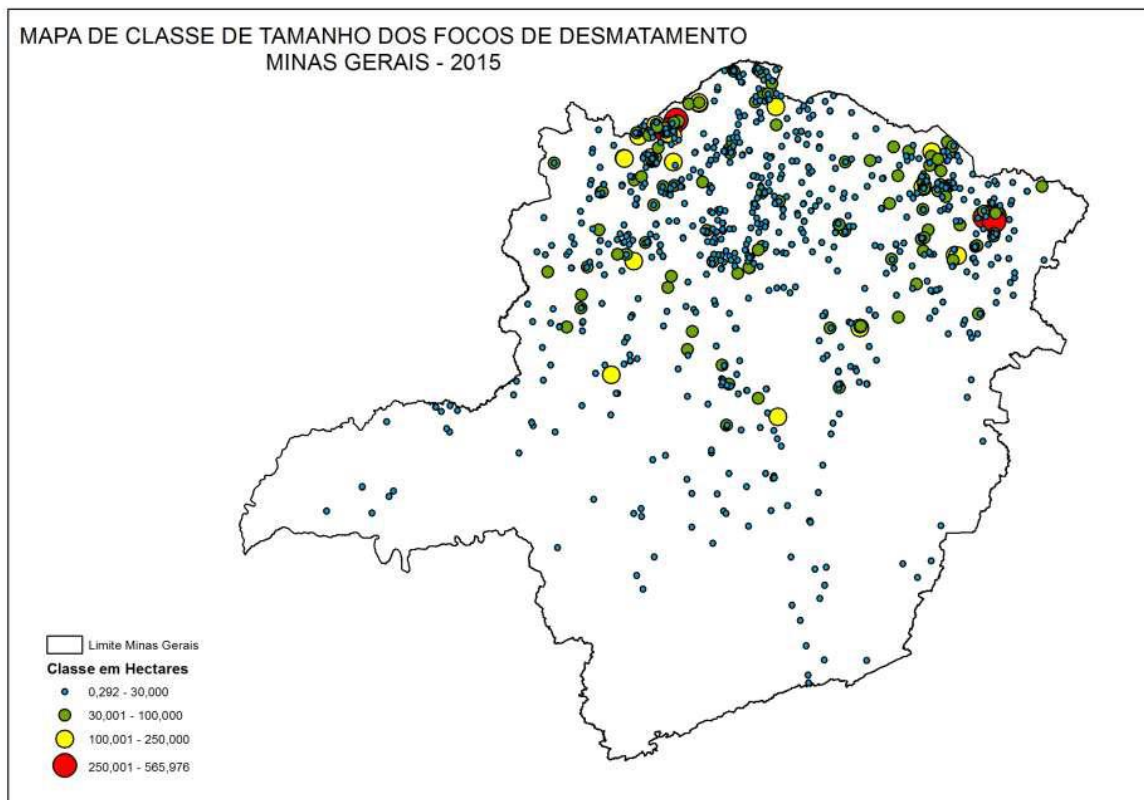 MAPA DE CLASSE DE TAMANHO DOS FOCOS DE DESMATAMENTO
MINAS GERAIS - 2015
Limite Minas Gerais
Classe em Hectares
0,292 - 30,000
30,001 - 100,000
100,001 - 250,000
250,001 - 565,976